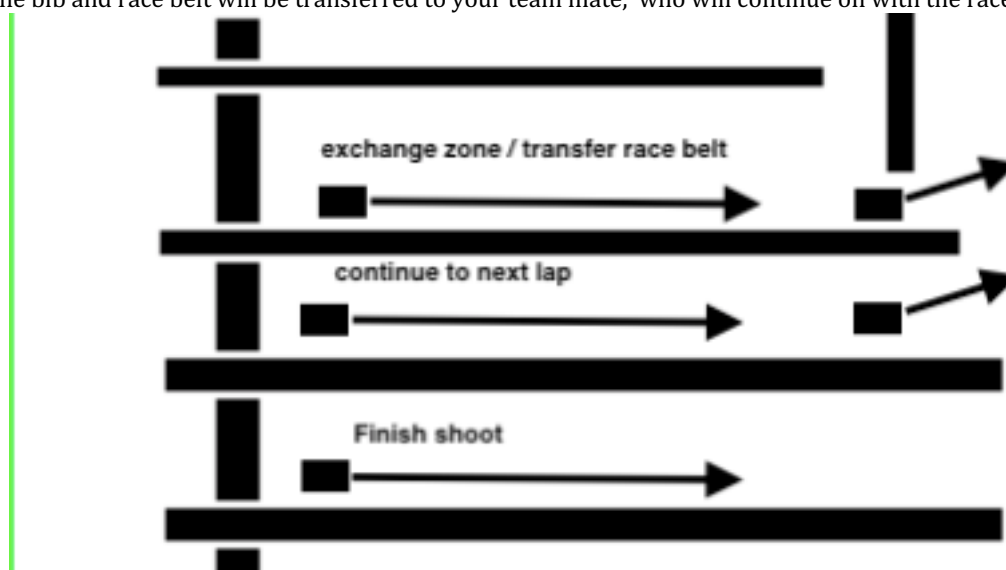 bib and race belt will be transferred to your team mate, who will continue on with the race
exchange zone / transfer race belt
continue to next lap
Finish shoot